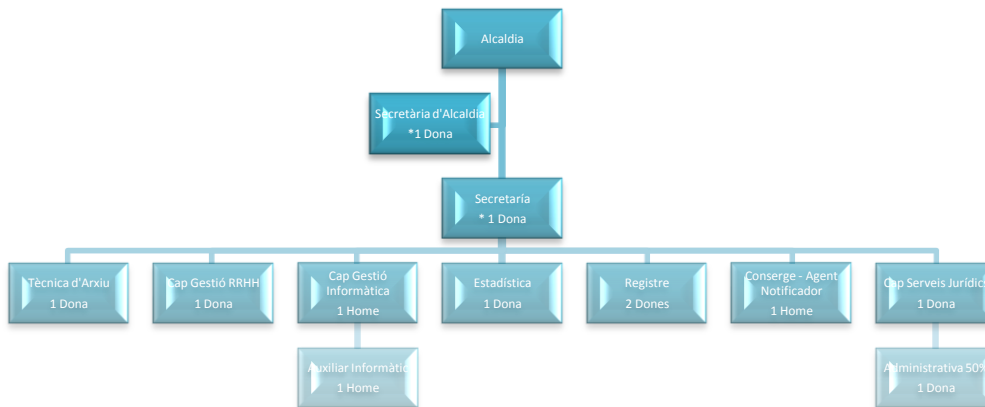 Alcaldia
Secretària d'Alcaldía
*1 Dona
Secretaría
* 1 Dona
Tècnica d'Arxiu
1 Dona
Cap Gestió RRHH
1 Dona
Cap Gestió
Informàtica
1 Home
Estadística
1 Dona
Registre
2 Dones
Conserge - Agent
Notificador
1 Home
Cap Serveis Jurídics
1 Dona
Auxiliar Informàtic
1 Home
Administrativa 50%
1 Dona